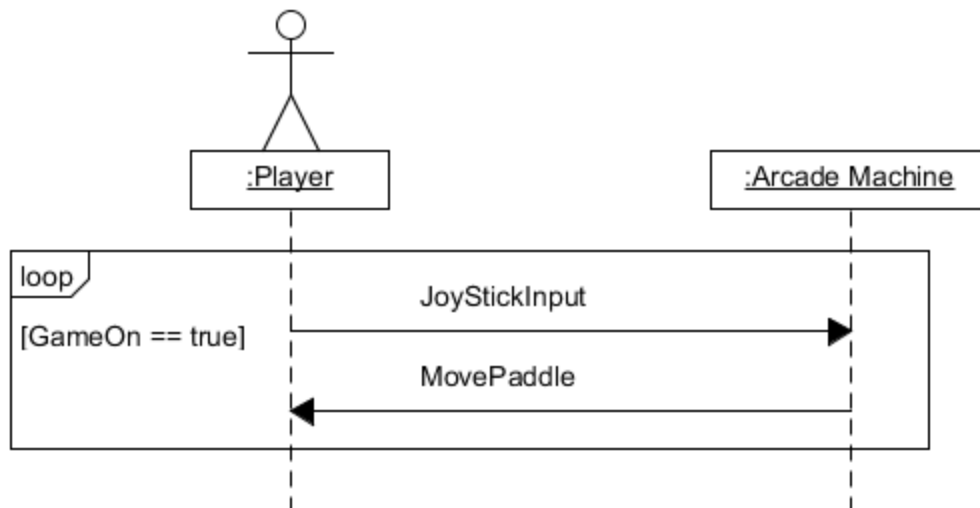 :Player
:Arcade Machine
loop
JoyStickInput
[GameOn == true]
MovePaddle